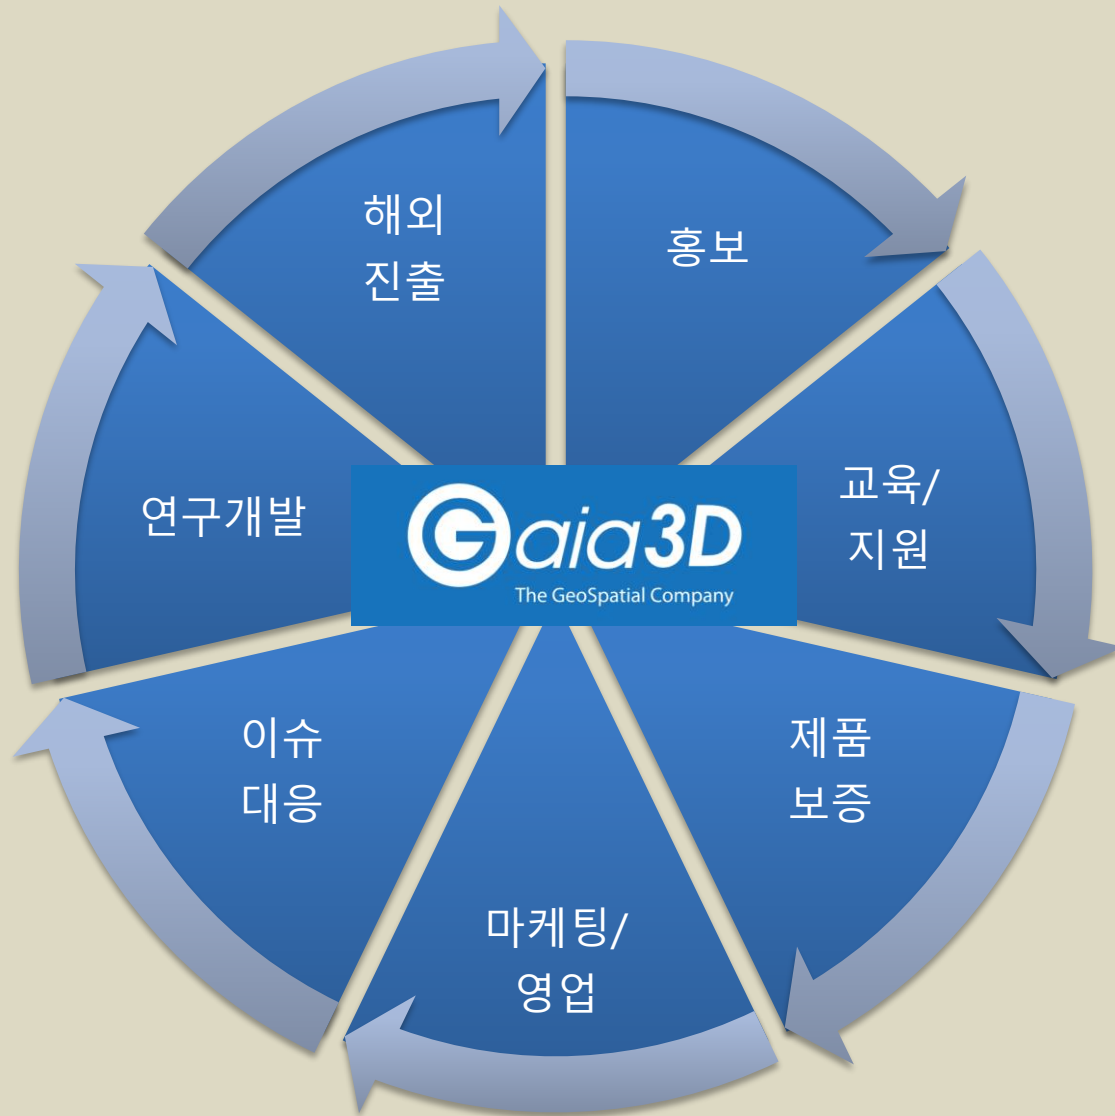 해외
진출
홍보
연구개발
Gaia3D
The GeoSpatial Company
교육/
지원
이슈
대응
제품
보증
마케팅/
영업